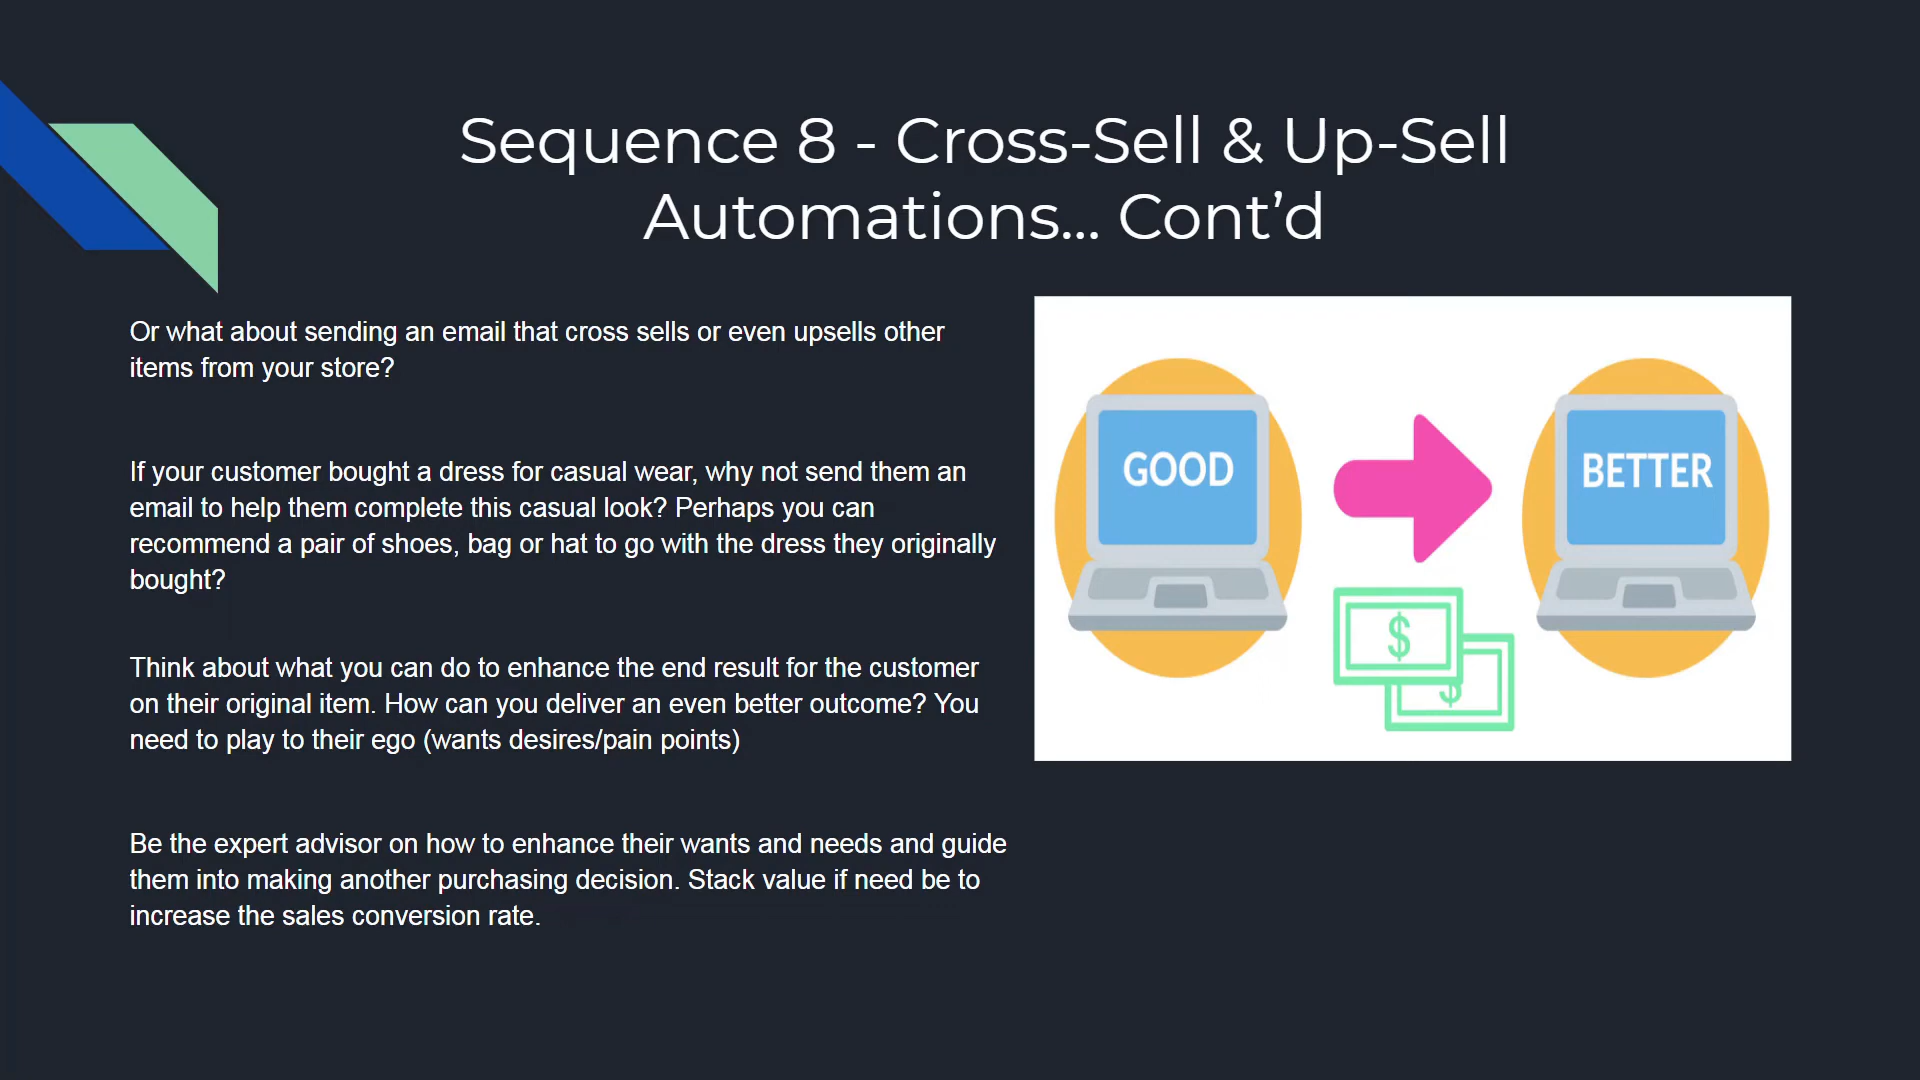 Sequence 8 - Cross-Sell & Up-Sell
Automations... Cont’d
Or what about sending an email that cross sells or even upsells other
items from your store?
If your customer bought a dress for casual wear, why not send them an
email to help them complete this casual look? Perhaps you can
recommend a pair of shoes, bag or hat to go with the dress they originally
bought?
Think about what you can do to enhance the end result for the customer
on their original item. How can you deliver an even better outcome? You
need to play to their ego (wants desires/pain points)
Be the expert advisor on how to enhance their wants and needs and guide
them into making another purchasing decision. Stack value if need be to
increase the sales conversion rate.
GOOD
BETTER
$
$